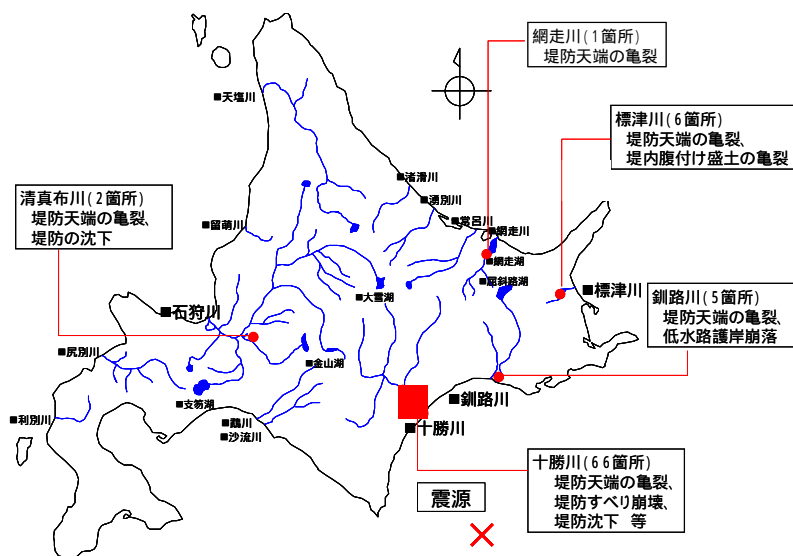 網走川(1箇所)
堤防天端の亀裂
標津川(6箇所)
堤防天端の亀裂、
堤内腹付け盛土の亀裂
■天塩川
■渚滑川
■湧別川
清真布川(2箇所)
堤防天端の亀裂、
堤防の沈下
■留萌川
■常呂川
■網走川
■網走湖
■屈斜路湖
■標津川
■大雪湖
釧路川(5箇所)
堤防天端の亀裂、
低水路護岸崩落
■石狩川
■尻別川
■金山湖
■支笏湖
■釧路川
■利別川
■鵡川
■沙流川
■十勝川
十勝川(66箇所)
堤防天端の亀裂、
堤防すべり崩壊、
堤防沈下 等
震源